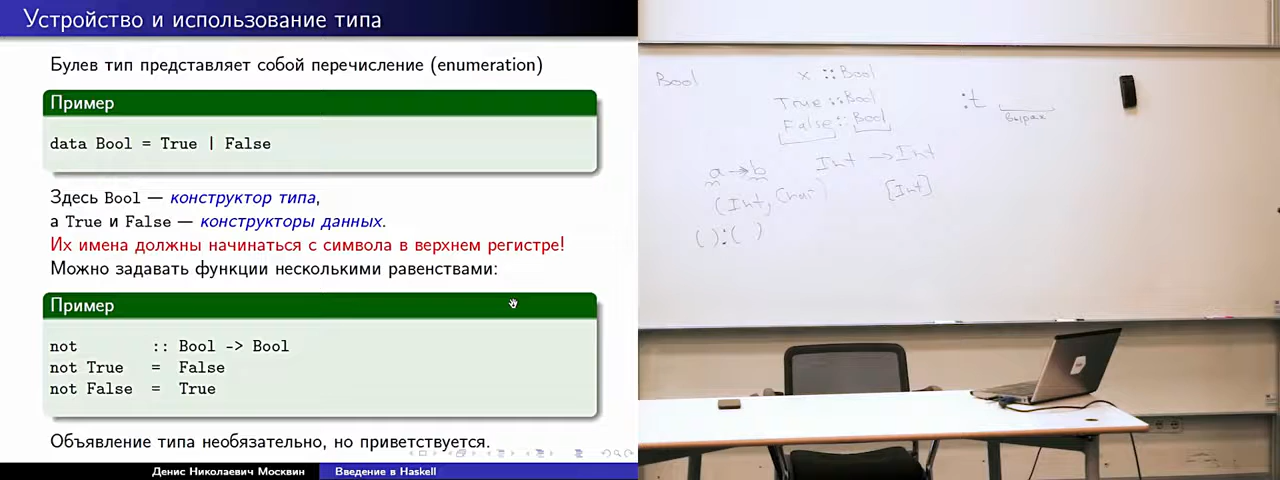 Устройство и использование типа
Булев тип представляет собой перечисление (enumeration)
Пример
data Bool = True | False
Здесь Bool — конструктор типа,
а True и False — конструкторы данных.
Их имена должны начинаться с символа в верхнем регистре!
Можно задавать функции несколькими равенствами:
Пример
not :: Bool -> Bool
not True = False
not False = True
Объявление типа необязательно, но приветствуется.
Денис Николаевич Москвин Введение в Haskell
Bool
x :: Bool
True :: Bool
False :: Bool
:t
выраж
a → b Int → Int
(Int, Char) [Int]
( ) : ( )